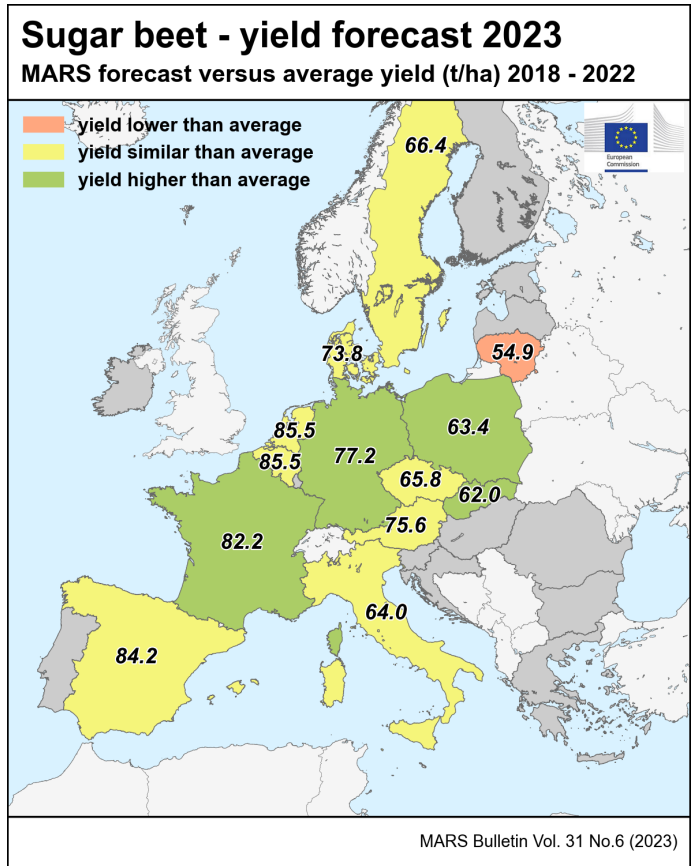 Sugar beet - yield forecast 2023
MARS forecast versus average yield (t/ha) 2018 - 2022
yield lower than average
yield similar than average
yield higher than average
European
Commission
66.4
73.8
54.9
85.5
63.4
77.2
85.5
65.8
62.0
75.6
82.2
64.0
84.2
MARS Bulletin Vol. 31 No.6 (2023)